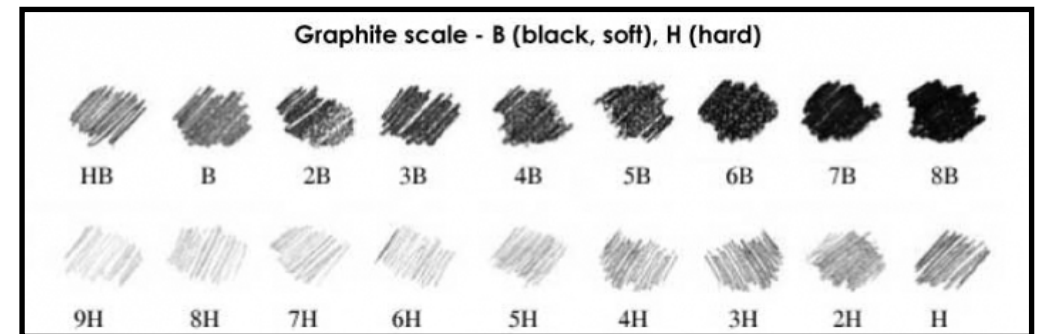 Graphite scale - B (black, soft), H (hard)
HB B 2B 3B 4B 5B 6B 7B 8B
9H 8H 7H 6H 5H 4H 3H 2H H